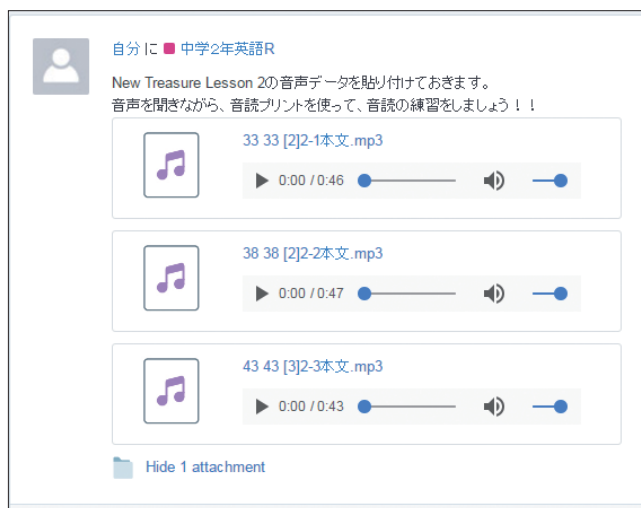 自分 に 中学2年英語R
New Treasure Lesson 2の音声データを貼り付けておきます。
音声を聞きながら、音読プリントを使って、音読の練習をしましょう！！
33 33 [2]2-1本文.mp3
0:00 / 0:46
38 38 [2]2-2本文.mp3
0:00 / 0:47
43 43 [3]2-3本文.mp3
0:00 / 0:43
Hide 1 attachment